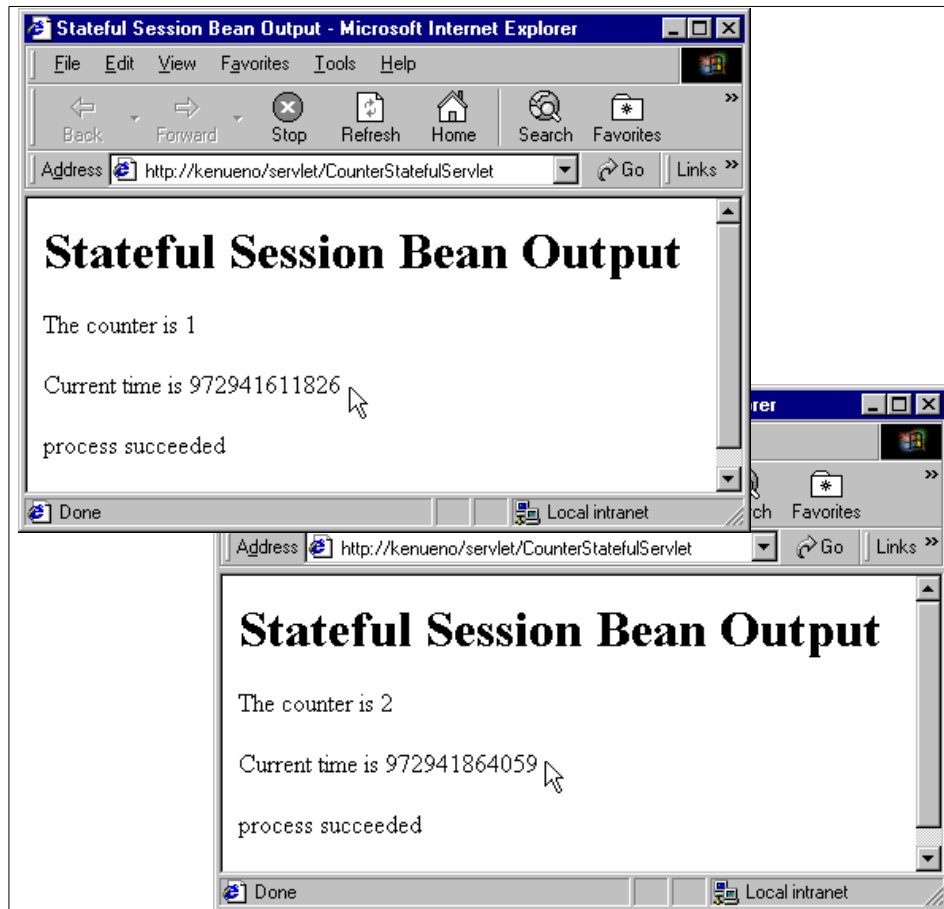 Stateful Session Bean Output - Microsoft Internet Explorer
File Edit View Favorites Tools Help
»
Back Forward Stop Refresh Home Search Favorites
Address http://kenueno/servlet/CounterStatefulServlet Go Links »
Stateful Session Bean Output
The counter is 1
Current time is 972941611826
process succeeded
Done Local intranet
rer
»
ch Favorites
Address http://kenueno/servlet/CounterStatefulServlet Go Links »
Stateful Session Bean Output
The counter is 2
Current time is 972941864059
process succeeded
Done Local intranet